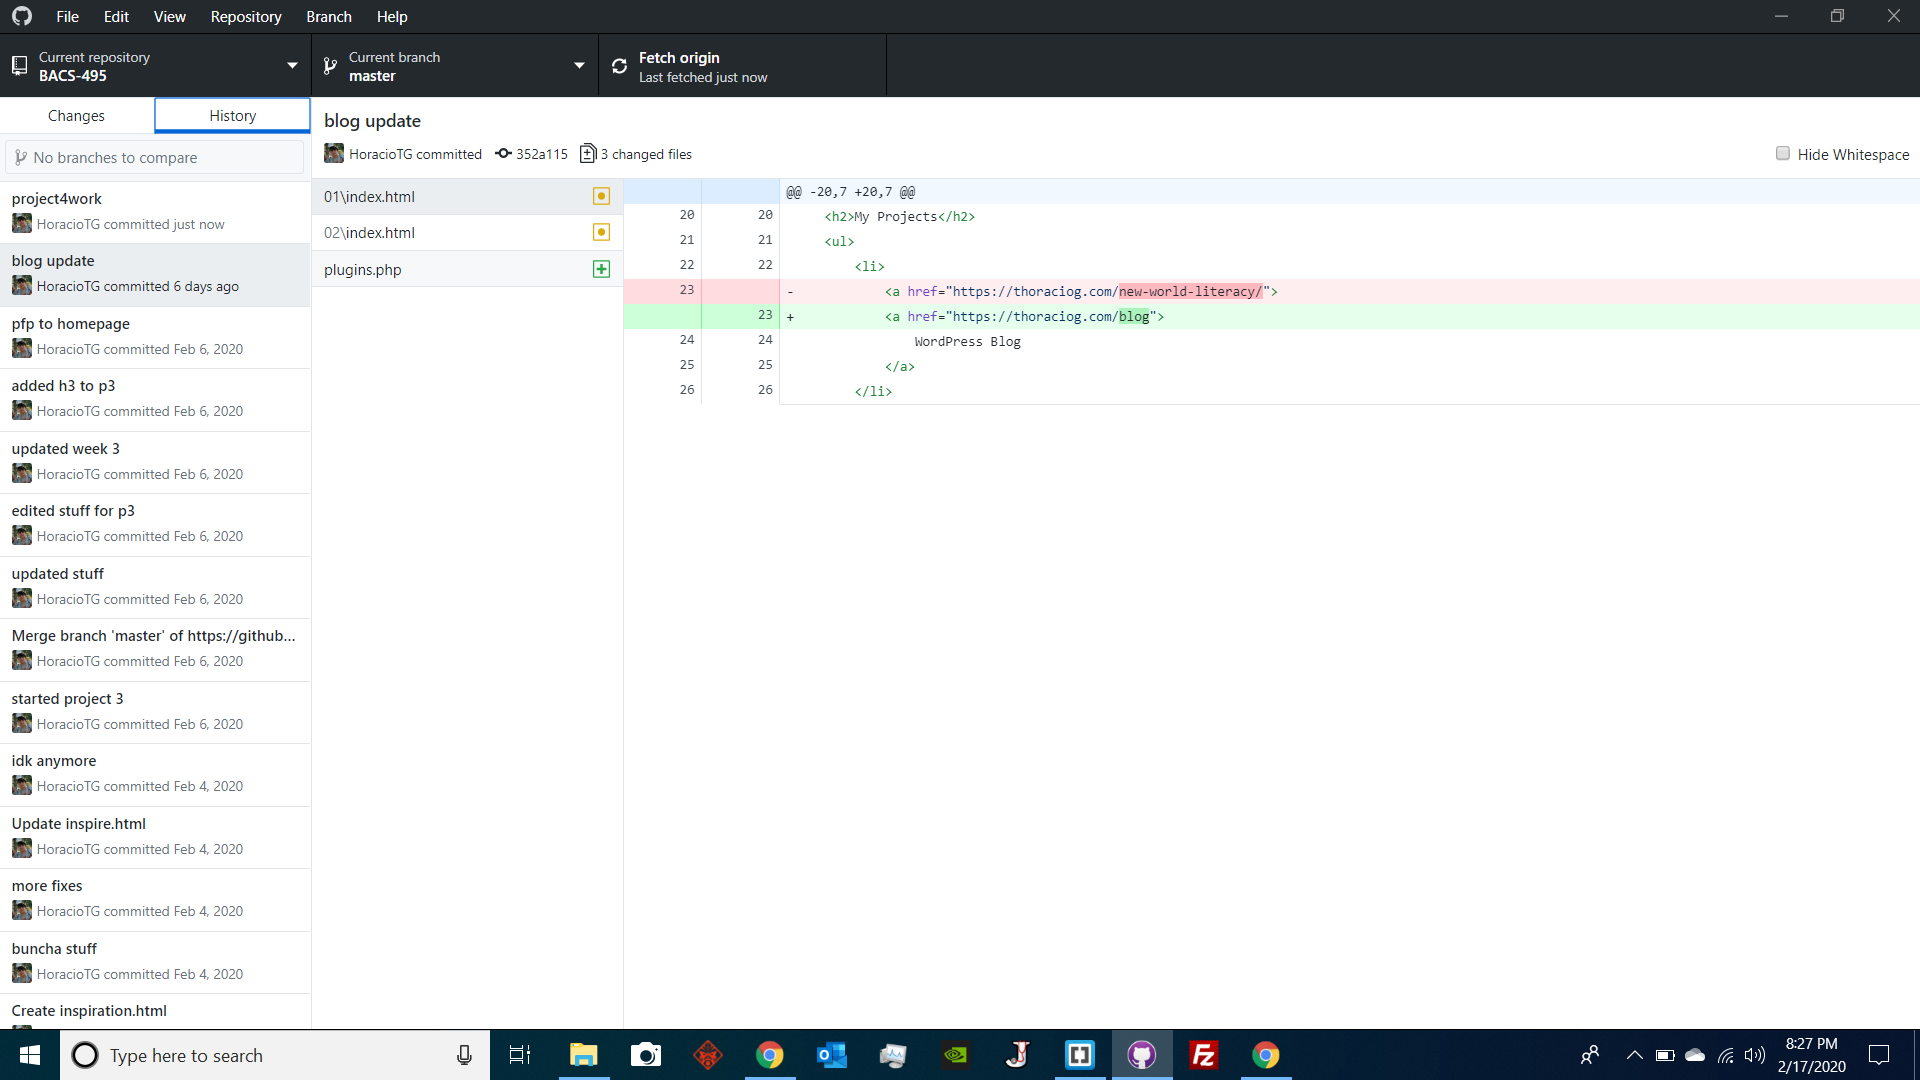 File Edit View Repository Branch Help
Current repository
BACS-495
Current branch
master
Fetch origin
Last fetched just now
Changes History
No branches to compare
project4work
HoracioTG committed just now
blog update
HoracioTG committed 6 days ago
pfp to homepage
HoracioTG committed Feb 6, 2020
added h3 to p3
HoracioTG committed Feb 6, 2020
updated week 3
HoracioTG committed Feb 6, 2020
edited stuff for p3
HoracioTG committed Feb 6, 2020
updated stuff
HoracioTG committed Feb 6, 2020
Merge branch 'master' of https://github...
HoracioTG committed Feb 6, 2020
started project 3
HoracioTG committed Feb 6, 2020
idk anymore
HoracioTG committed Feb 4, 2020
Update inspire.html
HoracioTG committed Feb 4, 2020
more fixes
HoracioTG committed Feb 4, 2020
buncha stuff
HoracioTG committed Feb 4, 2020
Create inspiration.html
blog update
HoracioTG committed 352a115 3 changed files
Hide Whitespace
01\index.html
02\index.html
plugins.php
@@ -20,7 +20,7 @@
20 20 <h2>My Projects</h2>
21 21 <ul>
22 22 <li>
23 - <a href="https://thoraciog.com/new-world-literacy/">
23 + <a href="https://thoraciog.com/blog">
24 24 WordPress Blog
25 25 </a>
26 26 </li>
Type here to search
8:27 PM
2/17/2020